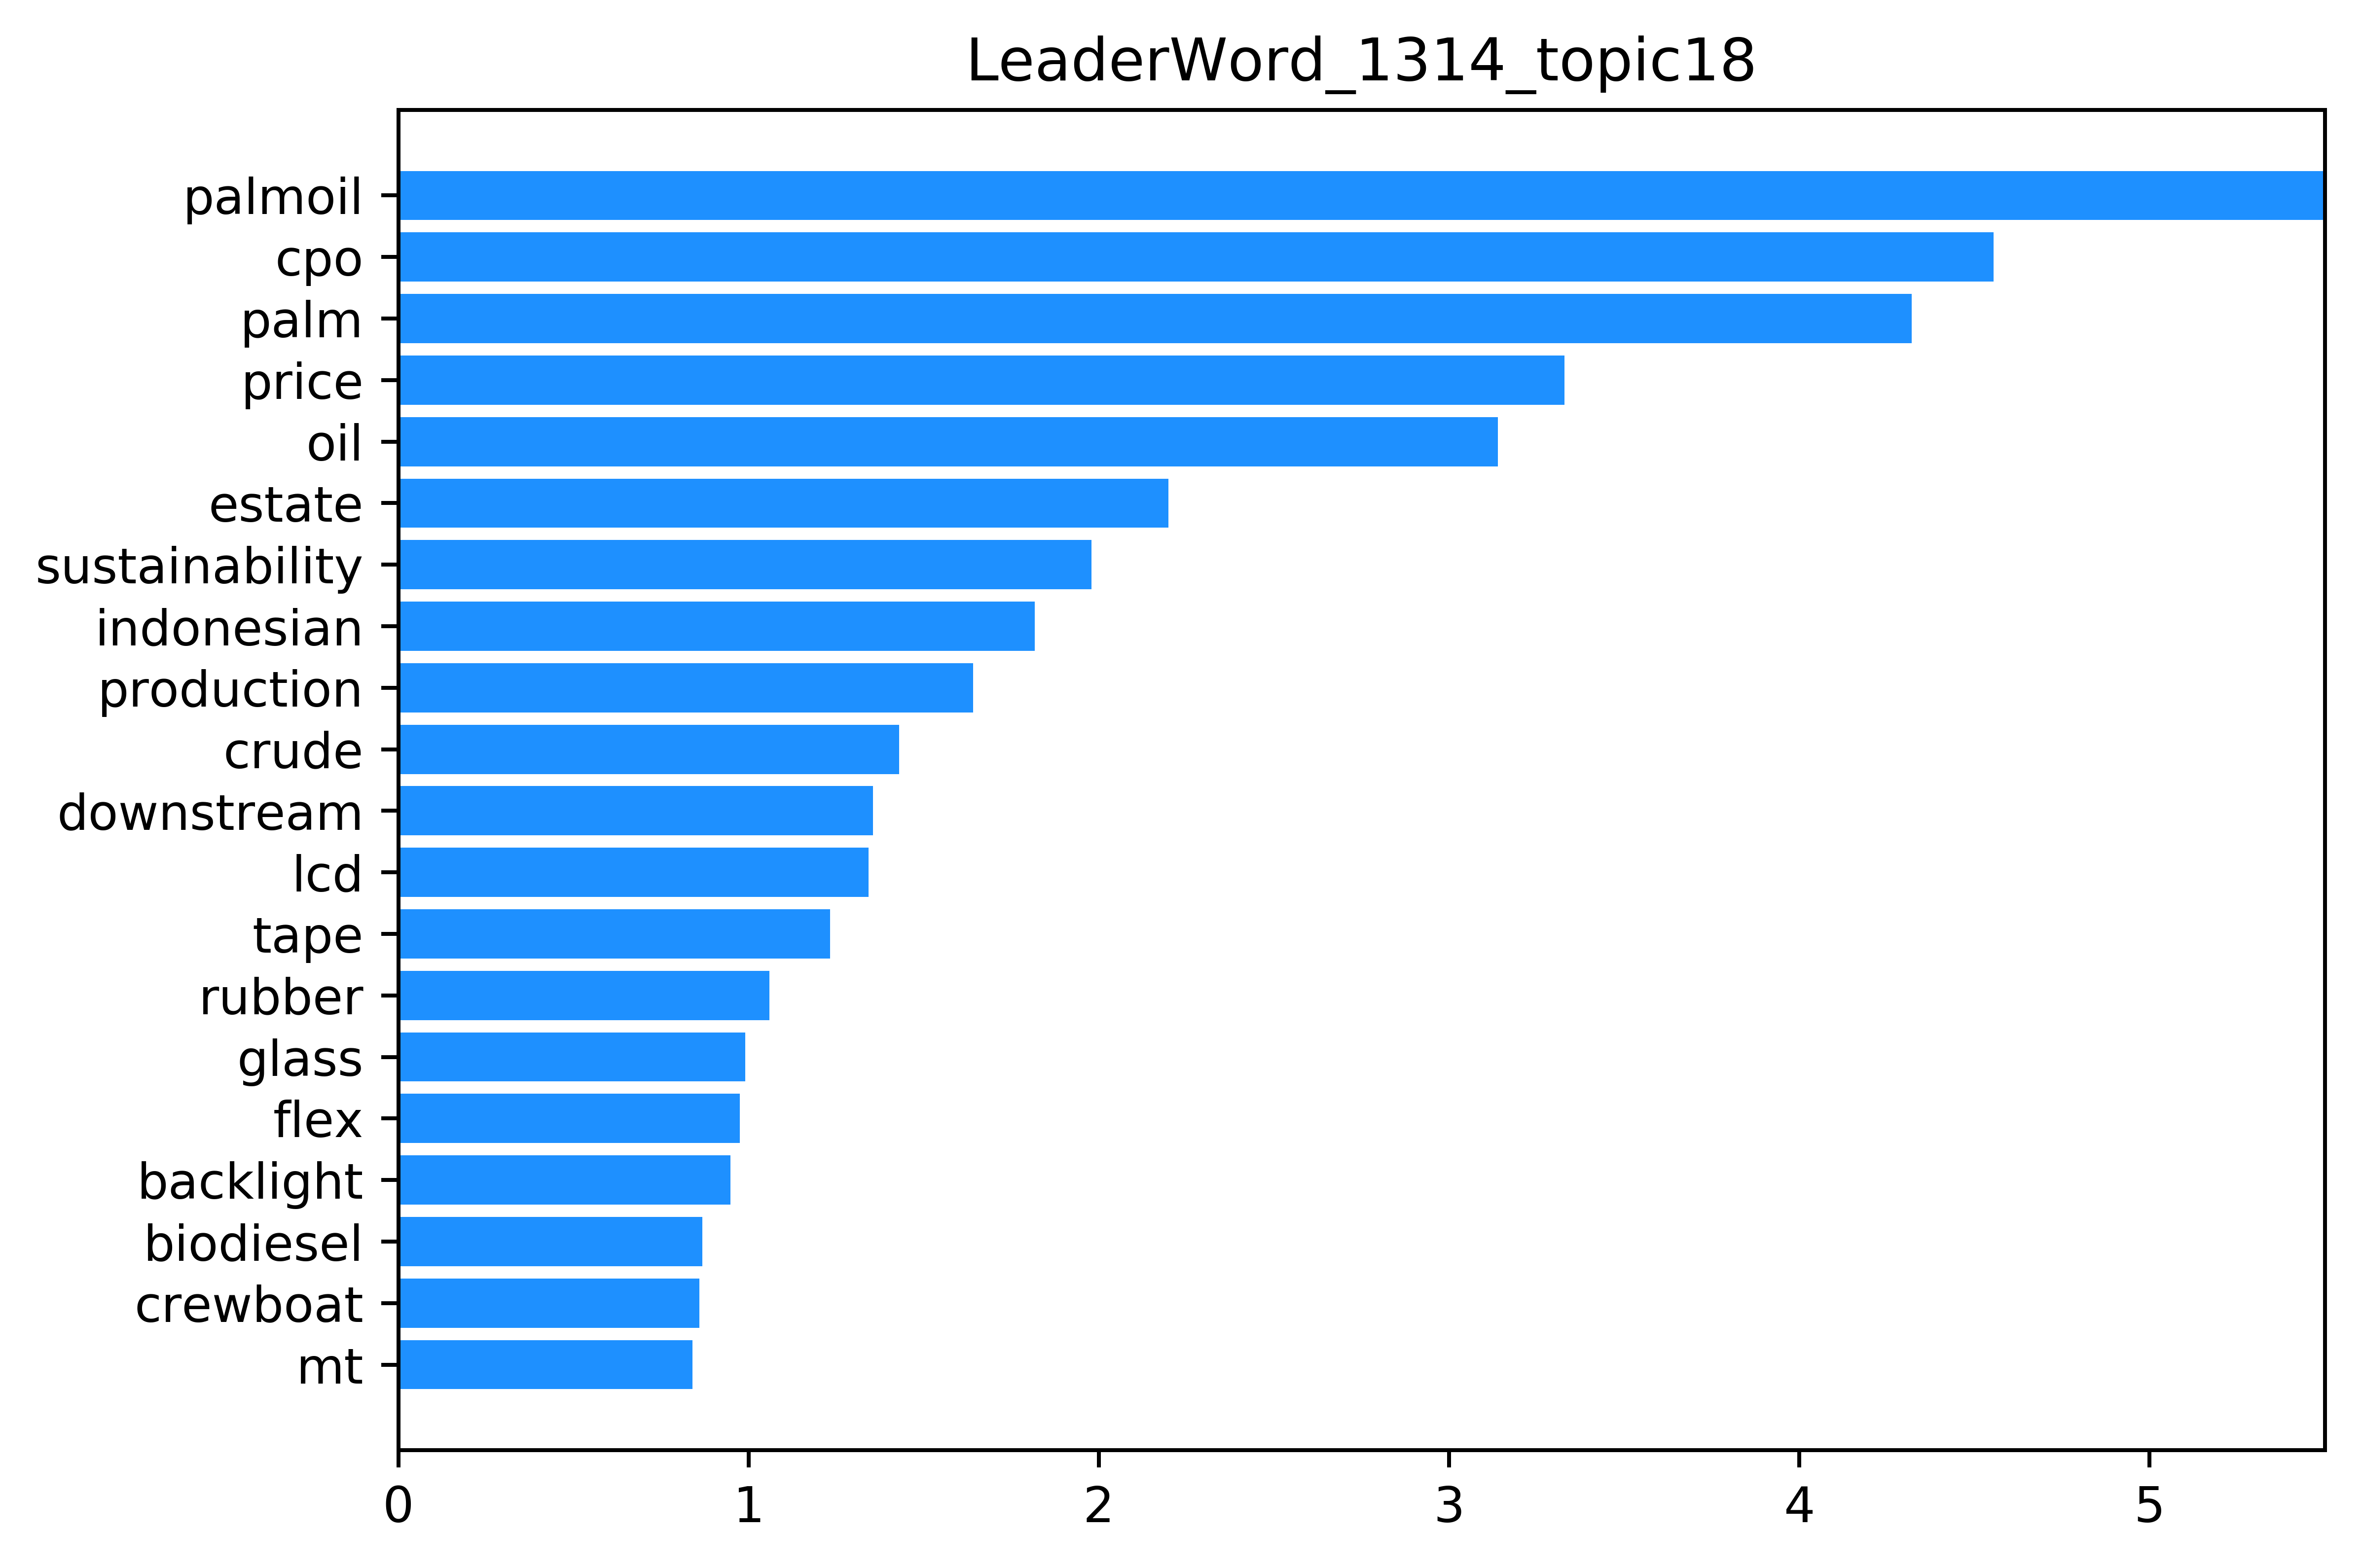 LeaderWord_1314_topic18
palmoil
cpo
palm
price
oil
estate
sustainability
indonesian
production
crude
downstream
lcd
tape
rubber
glass
flex
backlight
biodiesel
crewboat
mt
0 1 2 3 4 5